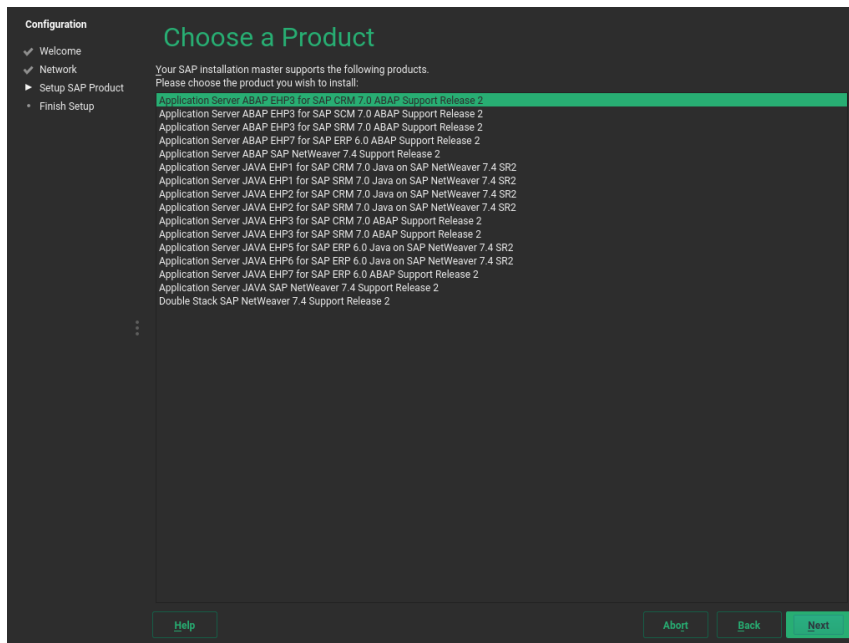 Configuration
Welcome
Network
Setup SAP Product
Finish Setup
Choose a Product
Your SAP installation master supports the following products.
Please choose the product you wish to install:
Application Server ABAP EHP3 for SAP CRM 7.0 ABAP Support Release 2
Application Server ABAP EHP3 for SAP SCM 7.0 ABAP Support Release 2
Application Server ABAP EHP3 for SAP SRM 7.0 ABAP Support Release 2
Application Server ABAP EHP7 for SAP ERP 6.0 ABAP Support Release 2
Application Server ABAP SAP NetWeaver 7.4 Support Release 2
Application Server JAVA EHP1 for SAP CRM 7.0 Java on SAP NetWeaver 7.4 SR2
Application Server JAVA EHP1 for SAP SRM 7.0 Java on SAP NetWeaver 7.4 SR2
Application Server JAVA EHP2 for SAP CRM 7.0 Java on SAP NetWeaver 7.4 SR2
Application Server JAVA EHP2 for SAP SRM 7.0 Java on SAP NetWeaver 7.4 SR2
Application Server JAVA EHP3 for SAP CRM 7.0 ABAP Support Release 2
Application Server JAVA EHP3 for SAP SRM 7.0 ABAP Support Release 2
Application Server JAVA EHP5 for SAP ERP 6.0 Java on SAP NetWeaver 7.4 SR2
Application Server JAVA EHP6 for SAP ERP 6.0 Java on SAP NetWeaver 7.4 SR2
Application Server JAVA EHP7 for SAP ERP 6.0 ABAP Support Release 2
Application Server JAVA SAP NetWeaver 7.4 Support Release 2
Double Stack SAP NetWeaver 7.4 Support Release 2
Help
Abort
Back
Next